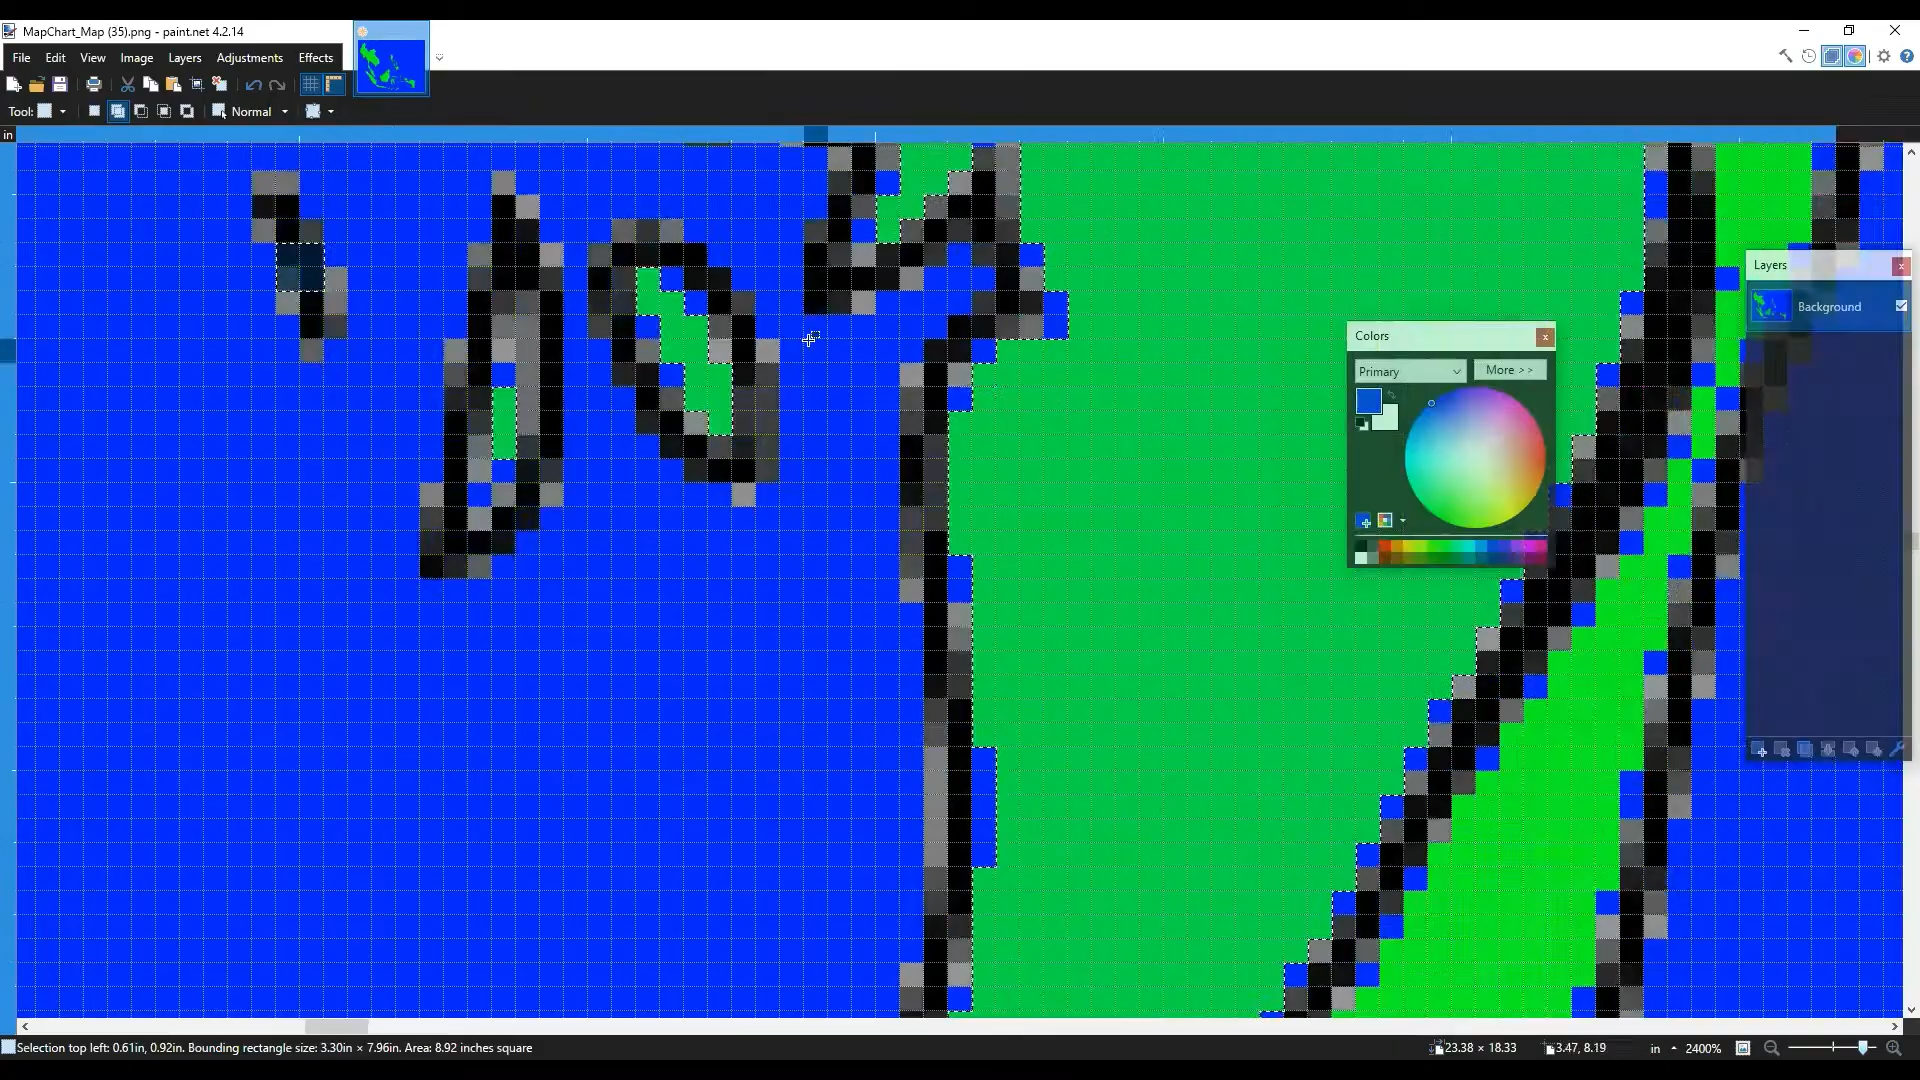 MapChart_Map (35).png - paint.net 4.2.14
File Edit View Image Layers Adjustments Effects
Tool: Normal
in
Layers
Background
Colors
Primary More >>
Selection top left: 0.61in, 0.92in. Bounding rectangle size: 3.30in × 7.96in. Area: 8.92 inches square
23.38 × 18.33
3.47, 8.19
in
2400%